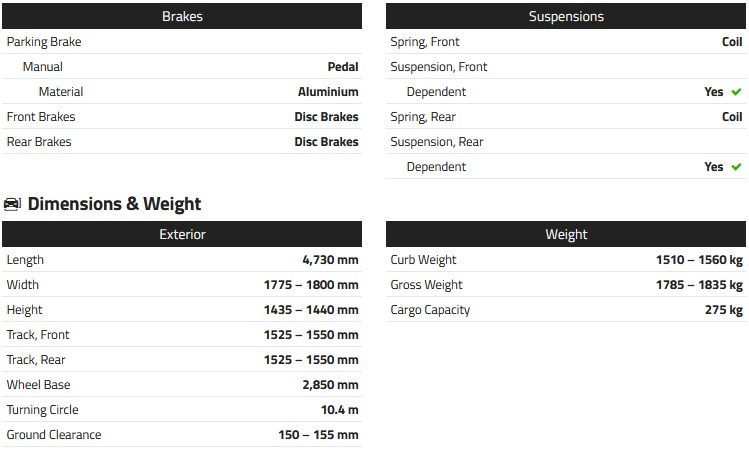 Brakes
Parking Brake
Manual Pedal
Material Aluminium
Front Brakes Disc Brakes
Rear Brakes Disc Brakes
Suspensions
Spring, Front Coil
Suspension, Front
Dependent Yes
Spring, Rear Coil
Suspension, Rear
Dependent Yes
Dimensions & Weight
Exterior
Length 4,730 mm
Width 1775 – 1800 mm
Height 1435 – 1440 mm
Track, Front 1525 – 1550 mm
Track, Rear 1525 – 1550 mm
Wheel Base 2,850 mm
Turning Circle 10.4 m
Ground Clearance 150 – 155 mm
Weight
Curb Weight 1510 – 1560 kg
Gross Weight 1785 – 1835 kg
Cargo Capacity 275 kg